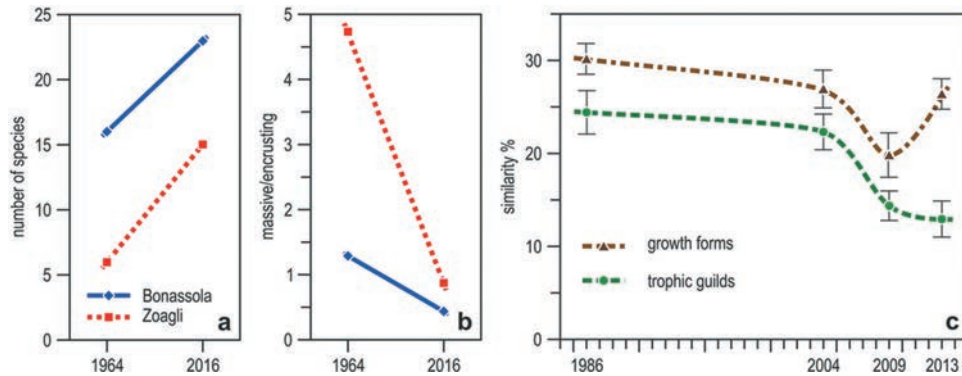 25
20
15
10
5
0
number of species
1964
2016
Bonassola
Zoagli
a
5
4
3
2
1
0
massive/encrusting
1964
2016
b
30
20
10
0
similarity %
growth forms
trophic guilds
1986
2004
2009
2013
c